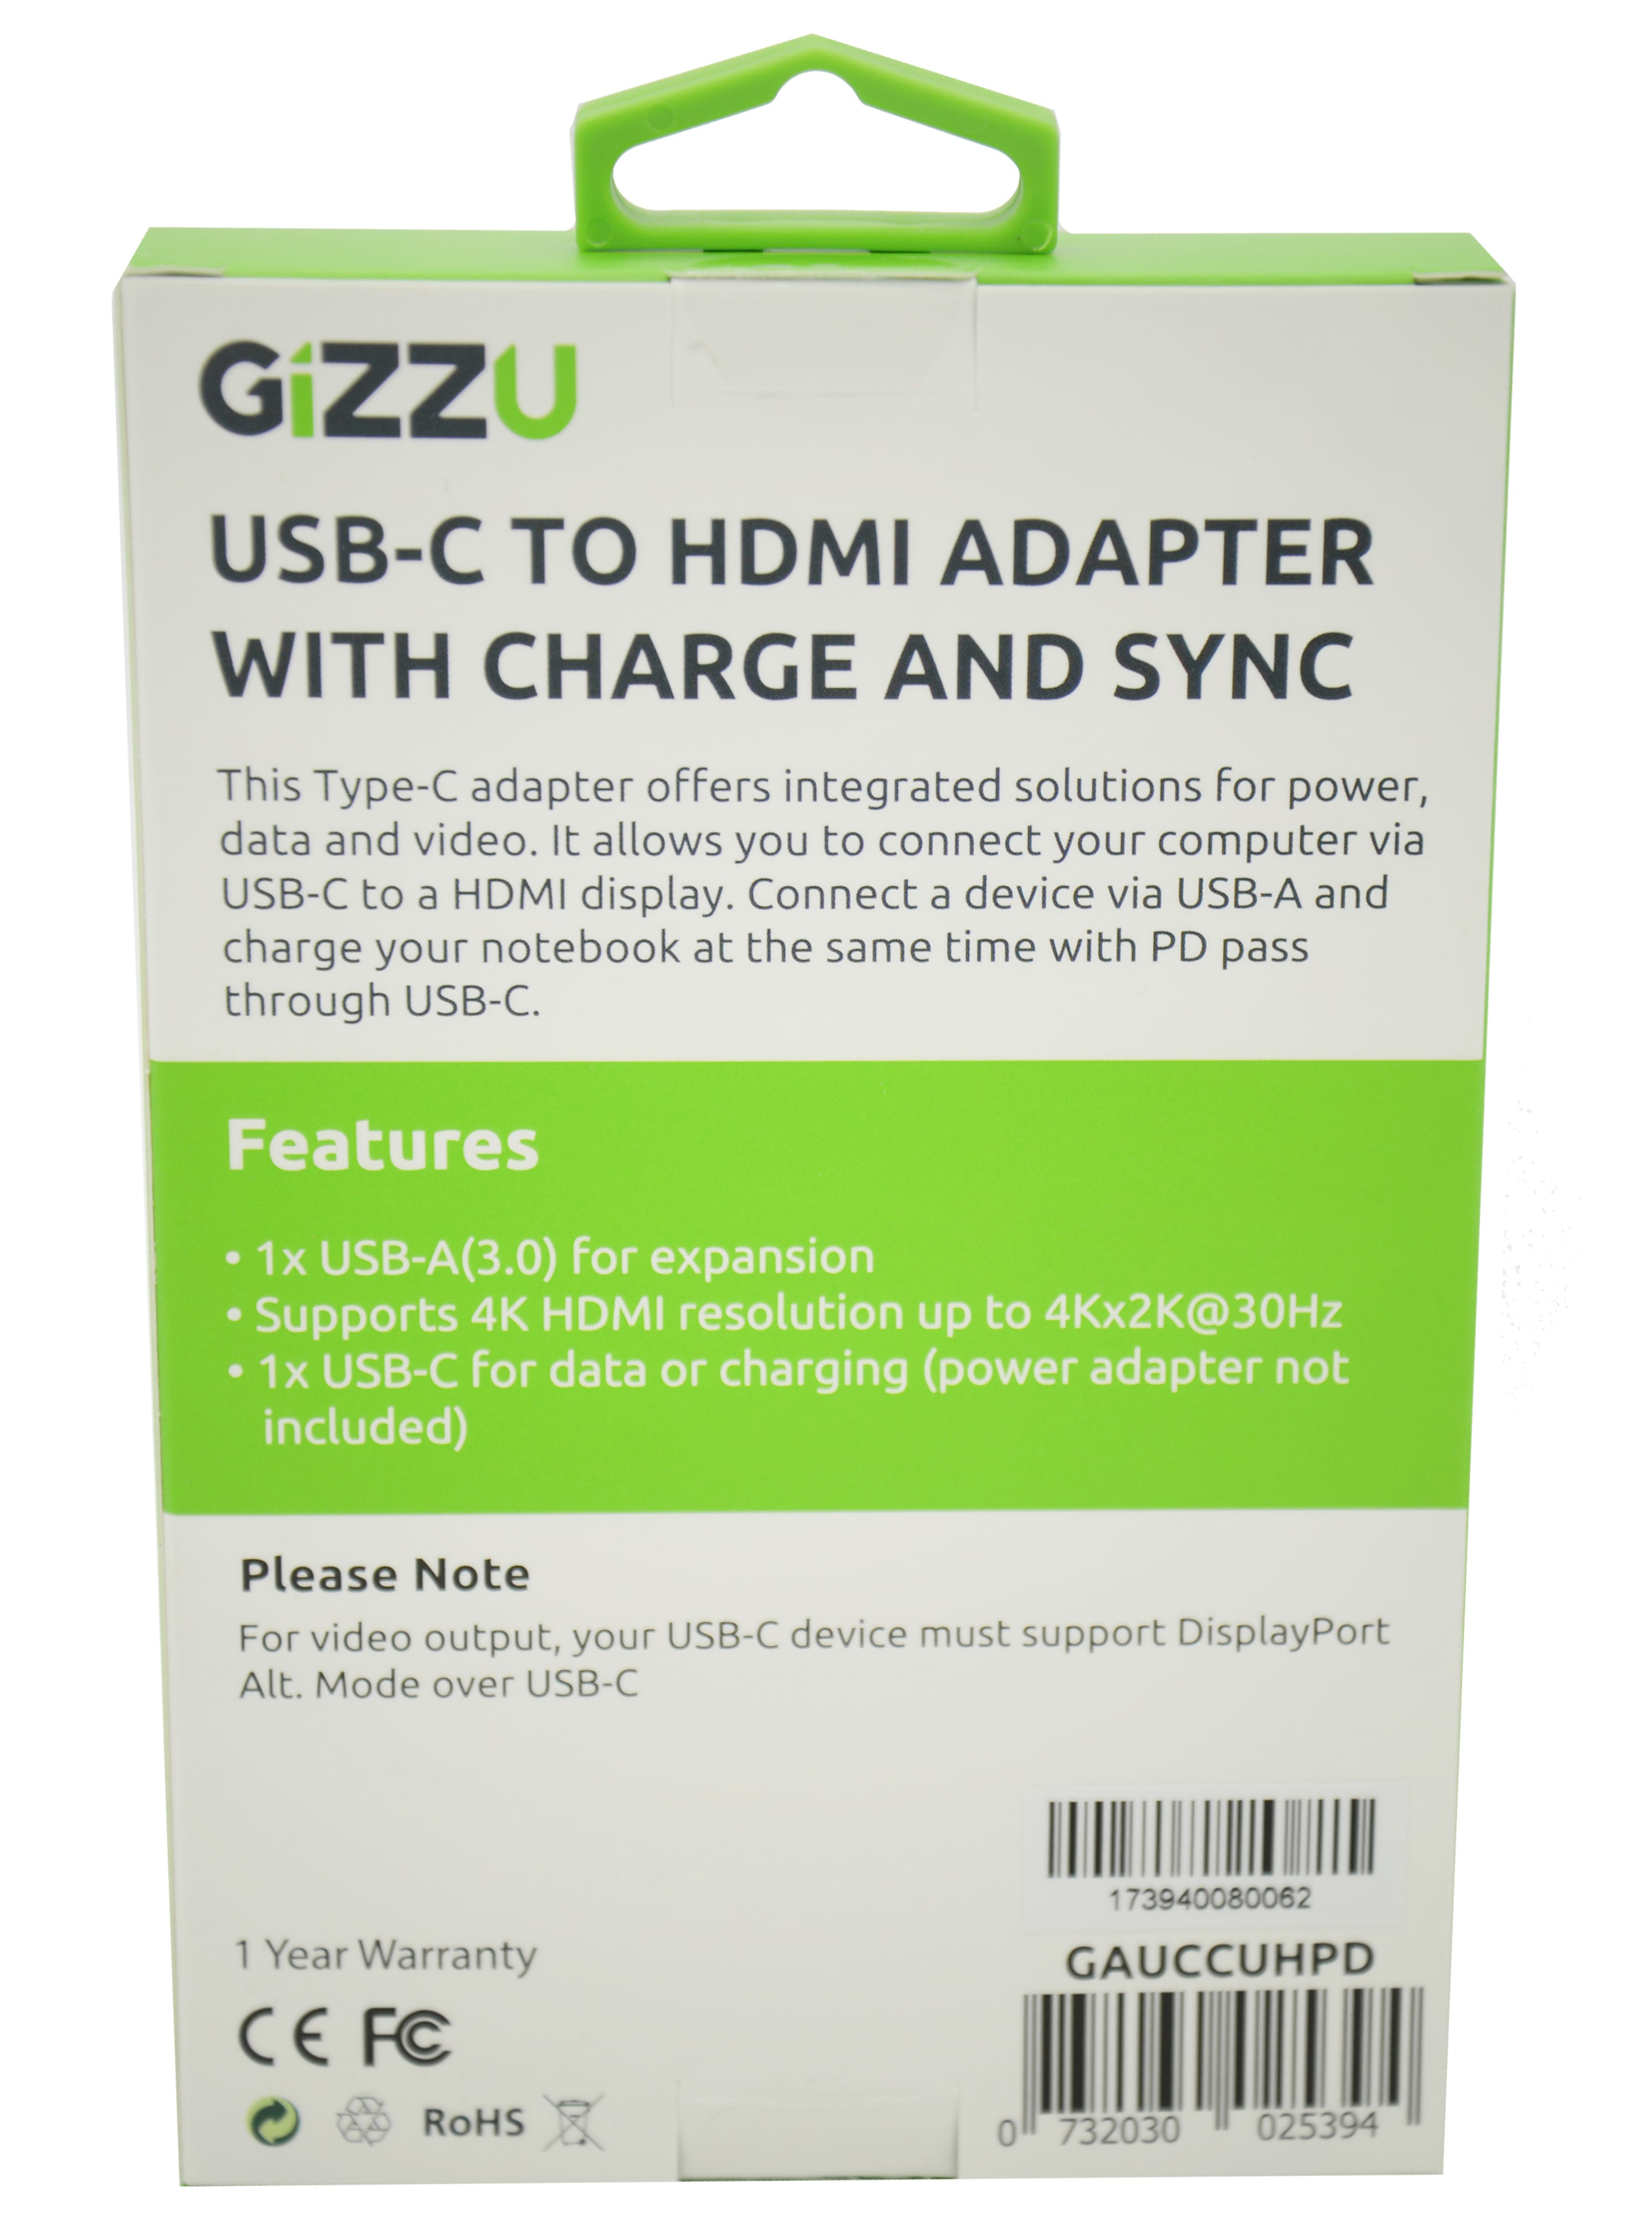 GiZZU
USB-C TO HDMI ADAPTER
WITH CHARGE AND SYNC
This Type-C adapter offers integrated solutions for power,
data and video. It allows you to connect your computer via
USB-C to a HDMI display. Connect a device via USB-A and
charge your notebook at the same time with PD pass
through USB-C.
Features
• 1x USB-A(3.0) for expansion
• Supports 4K HDMI resolution up to 4Kx2K@30Hz
• 1x USB-C for data or charging (power adapter not
included)
Please Note
For video output, your USB-C device must support DisplayPort
Alt. Mode over USB-C
173940080062
1 Year Warranty
GAUCCUHPD
CE FC
RoHS
0 732030 025394